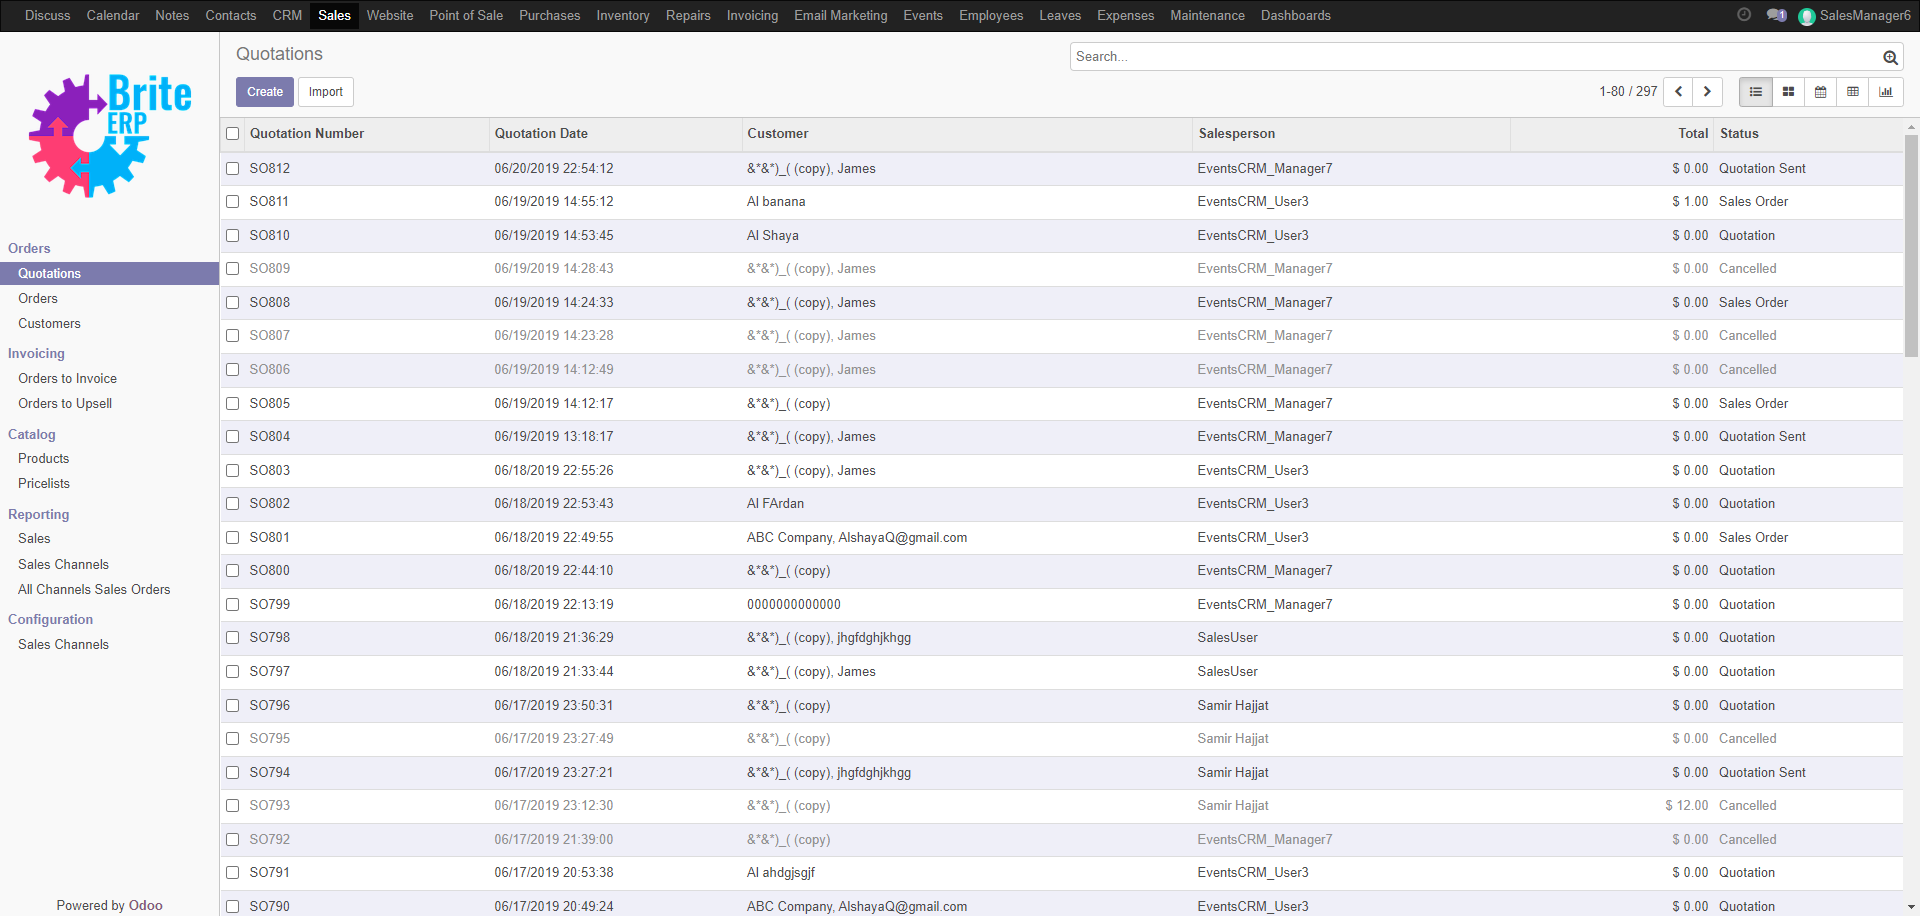 Discuss Calendar Notes Contacts CRM Sales Website Point of Sale Purchases Inventory Repairs Invoicing Email Marketing Events Employees Leaves Expenses Maintenance Dashboards 1 SalesManager6
Brite
ERP
Orders
Quotations
Orders
Customers
Invoicing
Orders to Invoice
Orders to Upsell
Catalog
Products
Pricelists
Reporting
Sales
Sales Channels
All Channels Sales Orders
Configuration
Sales Channels
Powered by Odoo
Quotations
Search...
Create Import
1-80 / 297
Quotation Number Quotation Date Customer Salesperson Total Status
SO812 06/20/2019 22:54:12 &*&*)_( (copy), James EventsCRM_Manager7 $ 0.00 Quotation Sent
SO811 06/19/2019 14:55:12 Al banana EventsCRM_User3 $ 1.00 Sales Order
SO810 06/19/2019 14:53:45 Al Shaya EventsCRM_User3 $ 0.00 Quotation
SO809 06/19/2019 14:28:43 &*&*)_( (copy), James EventsCRM_Manager7 $ 0.00 Cancelled
SO808 06/19/2019 14:24:33 &*&*)_( (copy), James EventsCRM_Manager7 $ 0.00 Sales Order
SO807 06/19/2019 14:23:28 &*&*)_( (copy), James EventsCRM_Manager7 $ 0.00 Cancelled
SO806 06/19/2019 14:12:49 &*&*)_( (copy), James EventsCRM_Manager7 $ 0.00 Cancelled
SO805 06/19/2019 14:12:17 &*&*)_( (copy) EventsCRM_Manager7 $ 0.00 Sales Order
SO804 06/19/2019 13:18:17 &*&*)_( (copy), James EventsCRM_Manager7 $ 0.00 Quotation Sent
SO803 06/18/2019 22:55:26 &*&*)_( (copy), James EventsCRM_User3 $ 0.00 Quotation
SO802 06/18/2019 22:53:43 Al FArdan EventsCRM_User3 $ 0.00 Quotation
SO801 06/18/2019 22:49:55 ABC Company, AlshayaQ@gmail.com EventsCRM_User3 $ 0.00 Sales Order
SO800 06/18/2019 22:44:10 &*&*)_( (copy) EventsCRM_Manager7 $ 0.00 Quotation
SO799 06/18/2019 22:13:19 0000000000000 EventsCRM_Manager7 $ 0.00 Quotation
SO798 06/18/2019 21:36:29 &*&*)_( (copy), jhgfdghjkhgg SalesUser $ 0.00 Quotation
SO797 06/18/2019 21:33:44 &*&*)_( (copy), James SalesUser $ 0.00 Quotation
SO796 06/17/2019 23:50:31 &*&*)_( (copy) Samir Hajjat $ 0.00 Quotation
SO795 06/17/2019 23:27:49 &*&*)_( (copy) Samir Hajjat $ 0.00 Cancelled
SO794 06/17/2019 23:27:21 &*&*)_( (copy), jhgfdghjkhgg Samir Hajjat $ 0.00 Quotation Sent
SO793 06/17/2019 23:12:30 &*&*)_( (copy) Samir Hajjat $ 12.00 Cancelled
SO792 06/17/2019 21:39:00 &*&*)_( (copy) EventsCRM_Manager7 $ 0.00 Cancelled
SO791 06/17/2019 20:53:38 Al ahdgjsgjf EventsCRM_User3 $ 0.00 Quotation
SO790 06/17/2019 20:49:24 ABC Company, AlshayaQ@gmail.com EventsCRM_User3 $ 0.00 Quotation